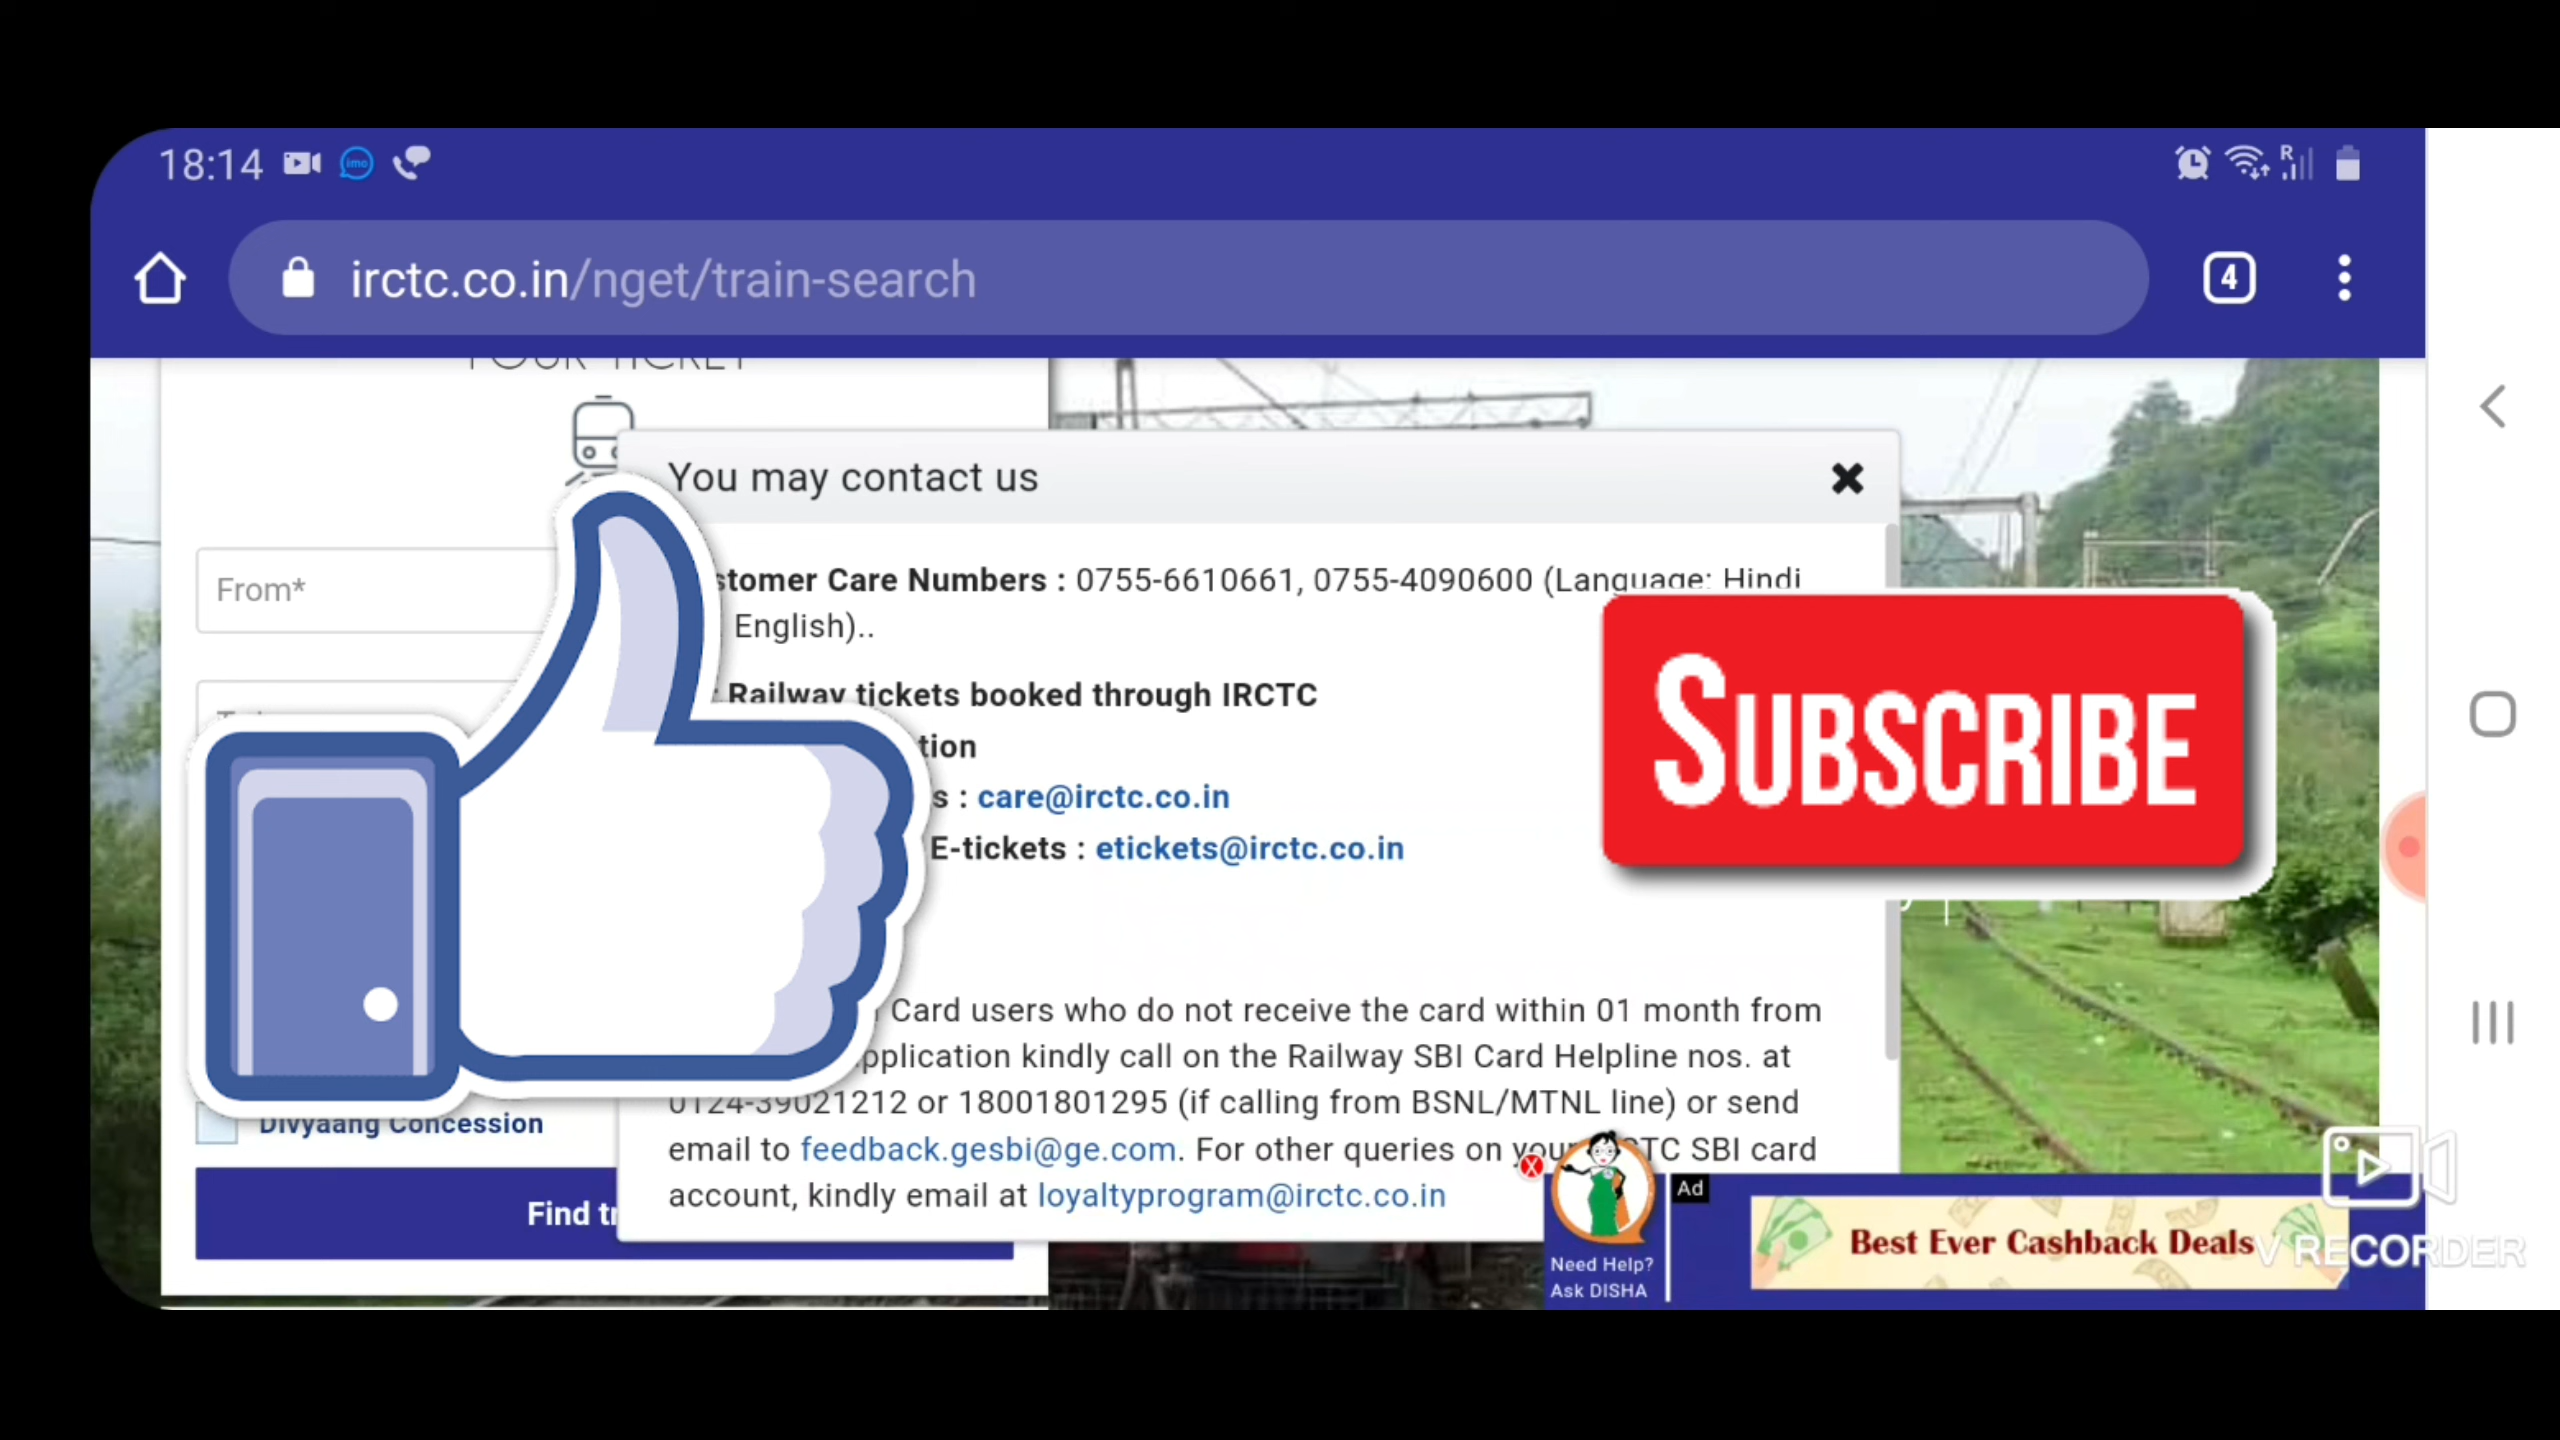 18:14
imo
R
irctc.co.in/nget/train-search
4
YOUR TICKET
You may contact us
stomer Care Numbers : 0755-6610661, 0755-4090600 (Language: Hindi
English)..
Railway tickets booked through IRCTC
tion
s : care@irctc.co.in
E-tickets : etickets@irctc.co.in
Card users who do not receive the card within 01 month from
pplication kindly call on the Railway SBI Card Helpline nos. at
0124-39021212 or 18001801295 (if calling from BSNL/MTNL line) or send
email to feedback.gesbi@ge.com. For other queries on your TC SBI card
account, kindly email at loyaltyprogram@irctc.co.in
From*
Divyaang Concession
Find tr
SUBSCRIBE
X
Need Help?
Ask DISHA
Ad
Best Ever Cashback Deals
V RECORDER